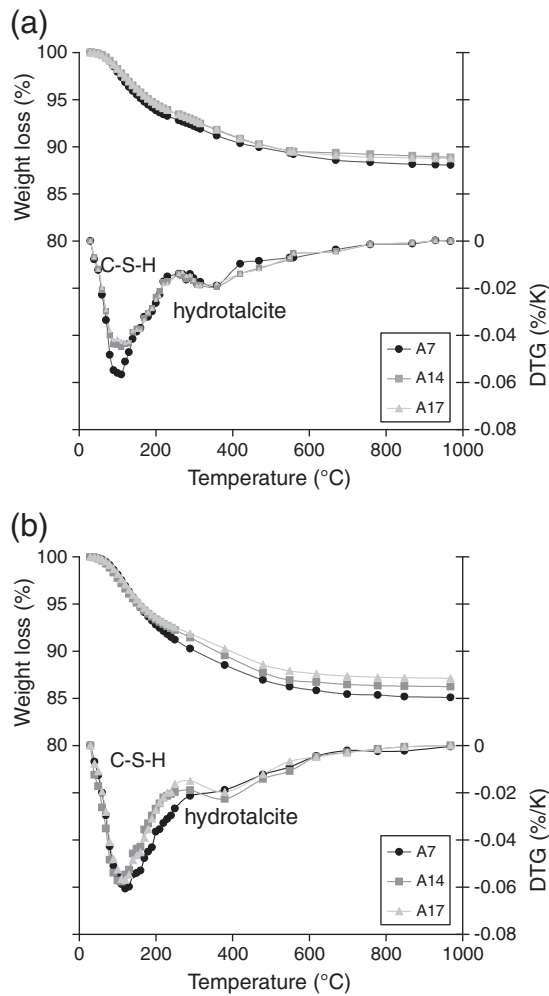 (a)
100
95
90
85
80
Weight loss (%)
0
-0.02
-0.04
-0.06
-0.08
DTG (%/K)
C-S-H
hydrotalcite
A7
A14
A17
0 200 400 600 800 1000
Temperature (°C)
(b)
100
95
90
85
80
Weight loss (%)
0
-0.02
-0.04
-0.06
-0.08
DTG (%/K)
C-S-H
hydrotalcite
A7
A14
A17
0 200 400 600 800 1000
Temperature (°C)